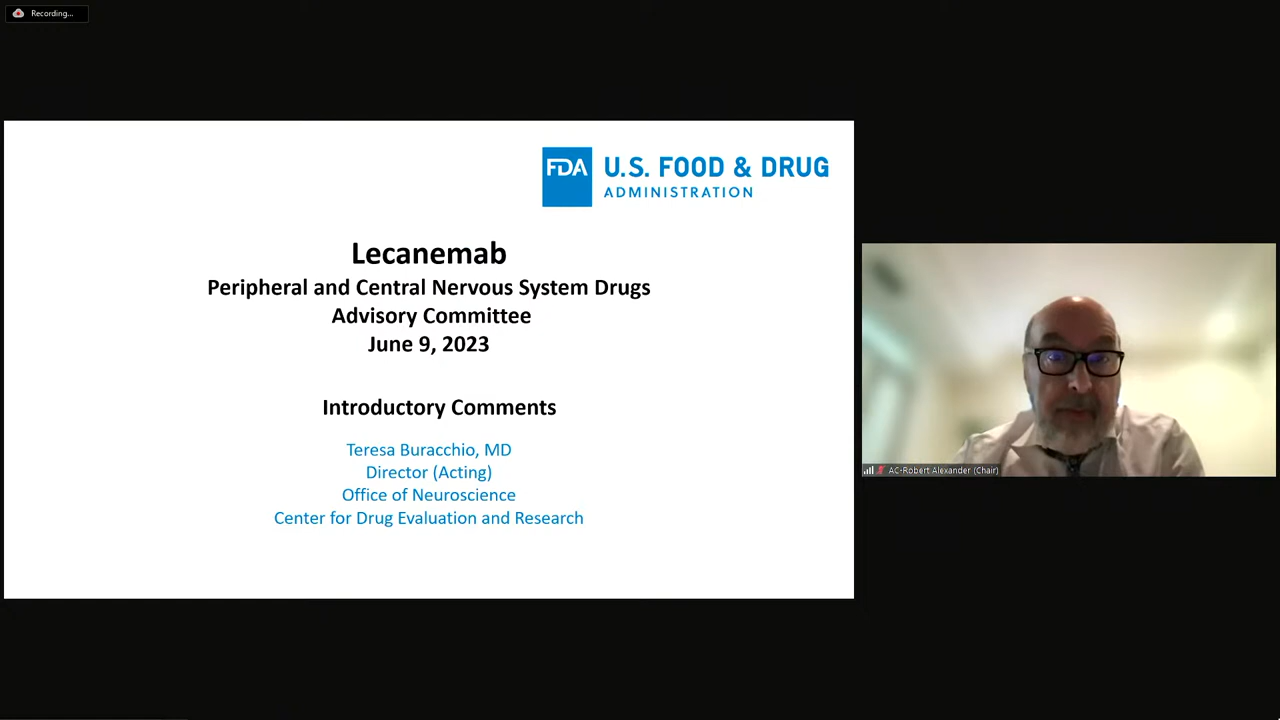 Recording...
FDA
U.S. FOOD & DRUG
ADMINISTRATION
Lecanemab
Peripheral and Central Nervous System Drugs
Advisory Committee
June 9, 2023
Introductory Comments
Teresa Buracchio, MD
Director (Acting)
Office of Neuroscience
Center for Drug Evaluation and Research
AC-Robert Alexander (Chair)